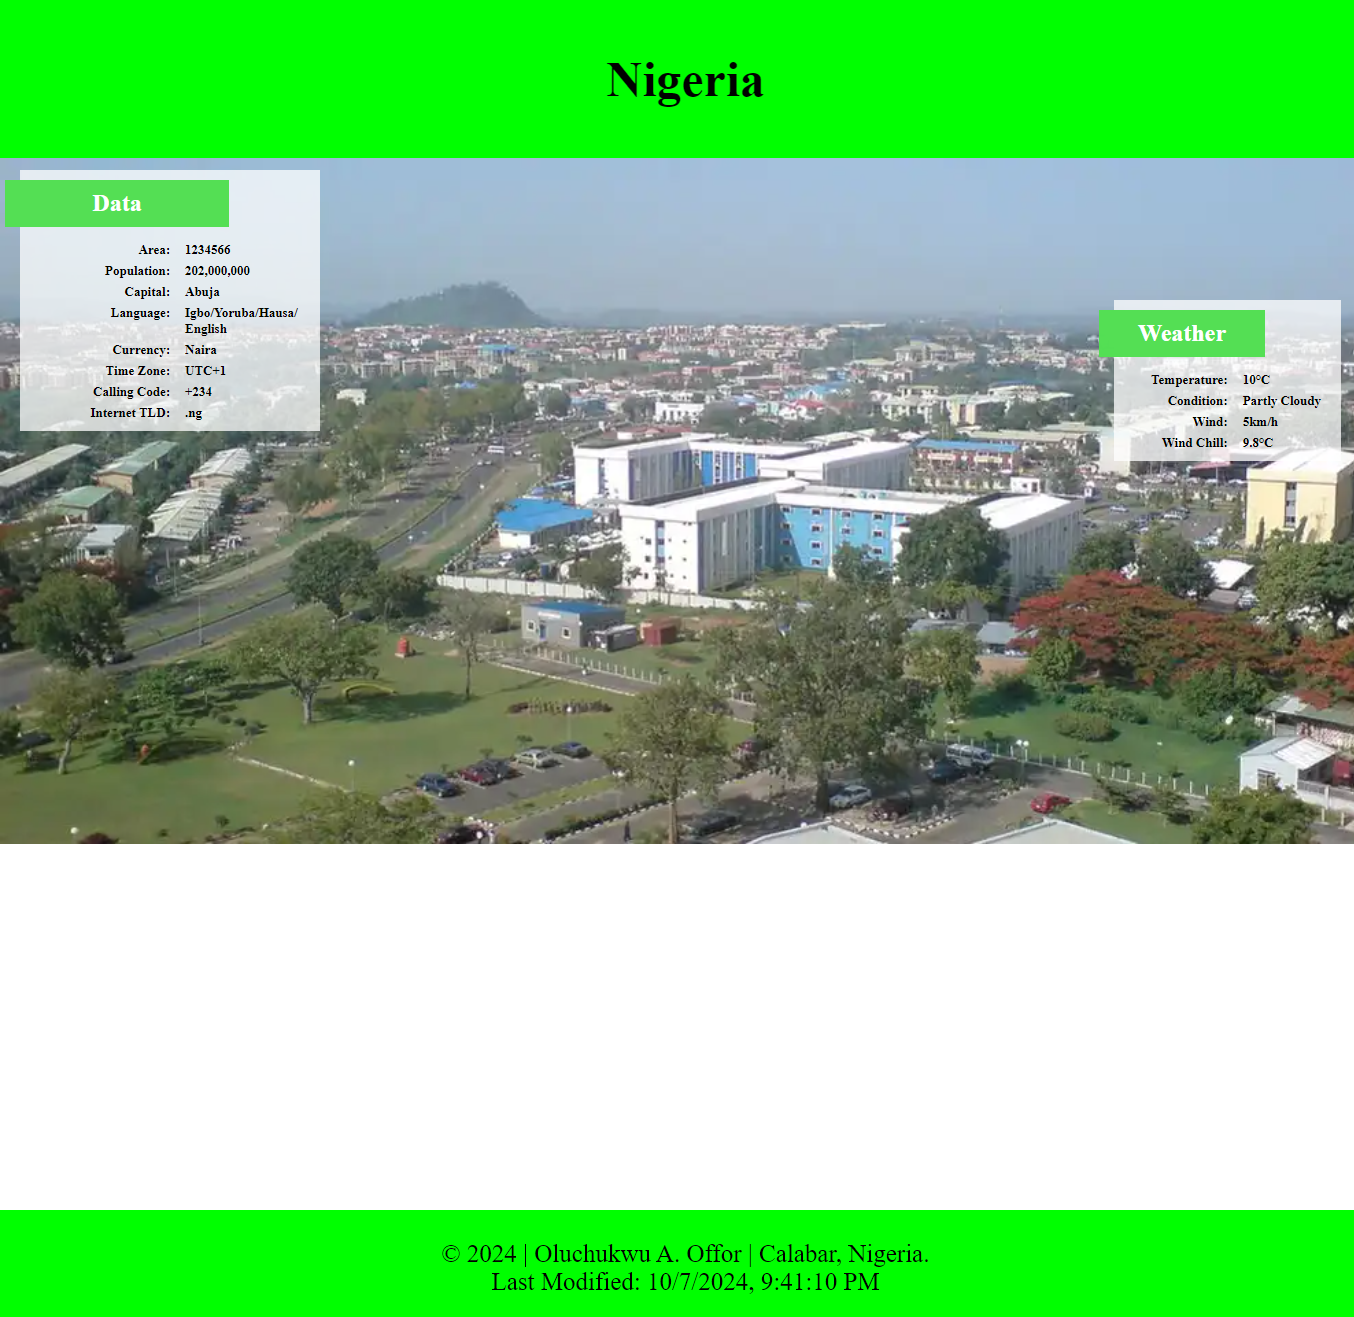 Nigeria
Data
Area: 1234566
Population: 202,000,000
Capital: Abuja
Language: Igbo/Yoruba/Hausa/
English
Currency: Naira
Time Zone: UTC+1
Calling Code: +234
Internet TLD: .ng
Weather
Temperature: 10°C
Condition: Partly Cloudy
Wind: 5km/h
Wind Chill: 9.8°C
© 2024 | Oluchukwu A. Offor | Calabar, Nigeria.
Last Modified: 10/7/2024, 9:41:10 PM